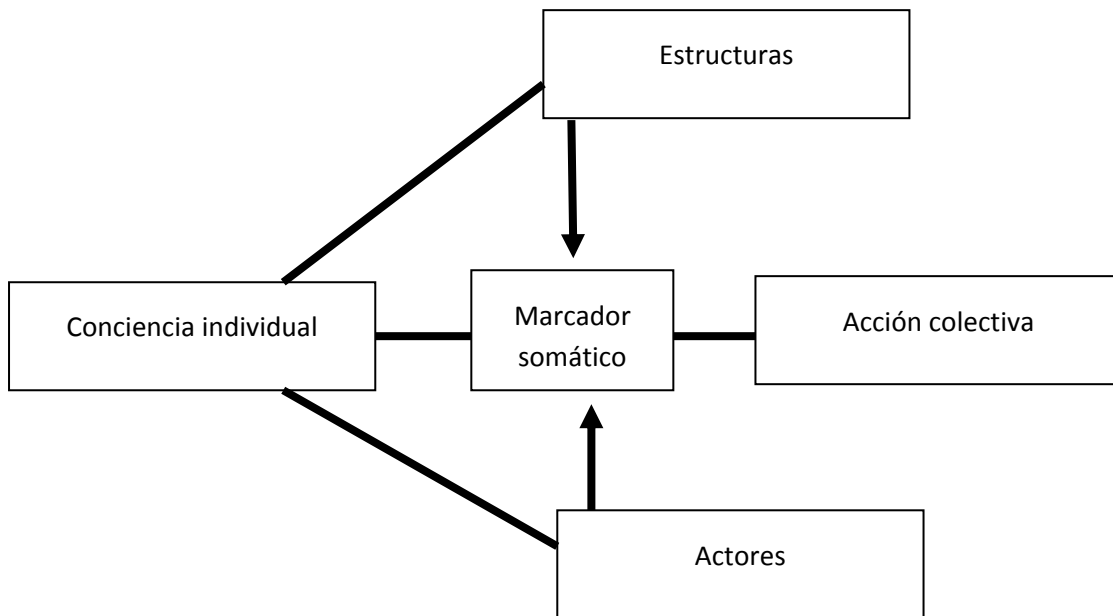 Estructuras
Conciencia individual
Marcador
somático
Acción colectiva
Actores